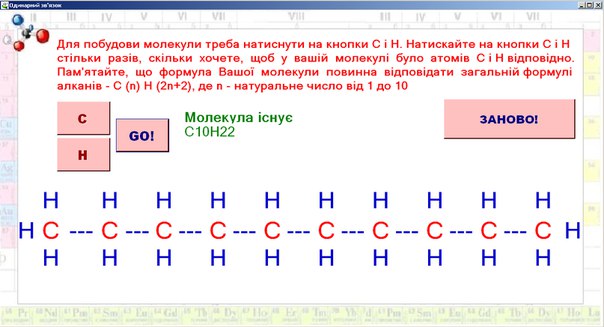 Одинарний зв'язок
Для побудови молекули треба натиснути на кнопки С і Н. Натискайте на кнопки С і Н
стільки разів, скільки хочете, щоб у вашій молекулі було атомів С і Н відповідно.
Пам'ятайте, що формула Вашої молекули повинна відповідати загальній формулі
алканів - С (n) Н (2n+2), де n - натуральне число від 1 до 10
С
Н
GO!
Молекула існує
C10H22
ЗАНОВО!
H H H H H H H H H H
H C --- C --- C --- C --- C --- C --- C --- C --- C --- C H
H H H H H H H H H H